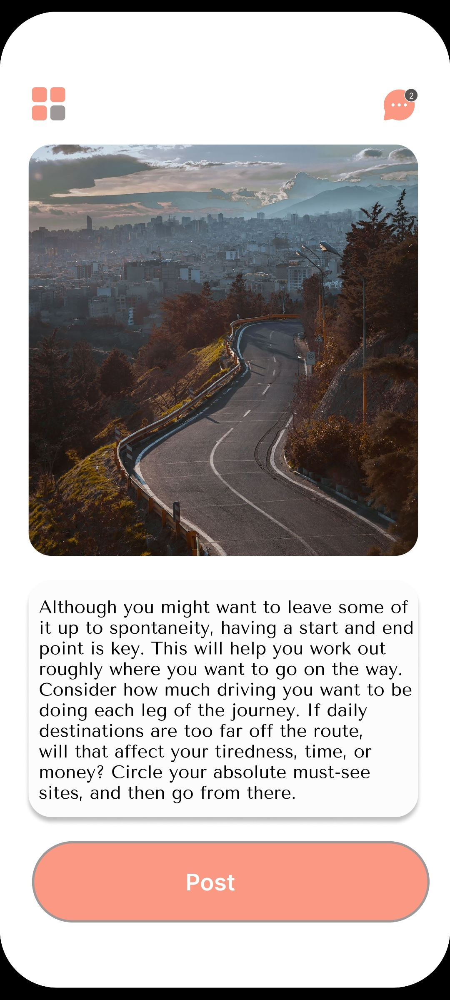 2
20
Although you might want to leave some of
it up to spontaneity, having a start and end
point is key. This will help you work out
roughly where you want to go on the way.
Consider how much driving you want to be
doing each leg of the journey. If daily
destinations are too far off the route,
will that affect your tiredness, time, or
money? Circle your absolute must-see
sites, and then go from there.
Post